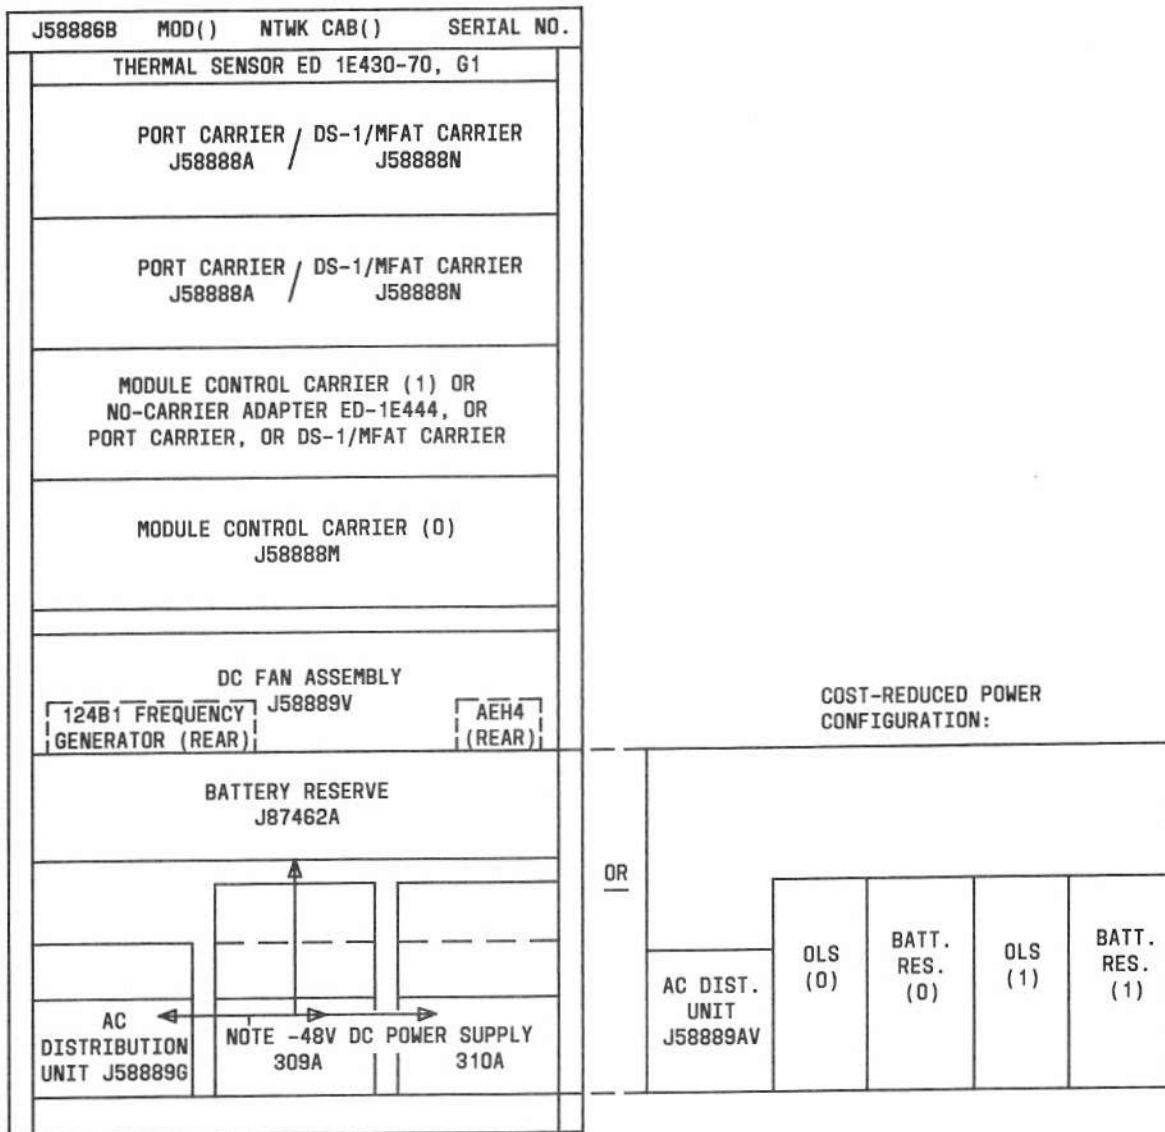 J58886B MOD() NTWK CAB() SERIAL NO.
THERMAL SENSOR ED 1E430-70, G1
PORT CARRIER / DS-1/MFAT CARRIER
J58888A J58888N
PORT CARRIER / DS-1/MFAT CARRIER
J58888A J58888N
MODULE CONTROL CARRIER (1) OR
NO-CARRIER ADAPTER ED-1E444, OR
PORT CARRIER, OR DS-1/MFAT CARRIER
MODULE CONTROL CARRIER (0)
J58888M
DC FAN ASSEMBLY
J58889V
124B1 FREQUENCY
GENERATOR (REAR)
AEH4
(REAR)
BATTERY RESERVE
J87462A
AC
DISTRIBUTION
UNIT J58889G
NOTE -48V DC POWER SUPPLY
309A 310A
COST-REDUCED POWER
CONFIGURATION:
OR
AC DIST.
UNIT
J58889AV
OLS
(0)
BATT.
RES.
(0)
OLS
(1)
BATT.
RES.
(1)